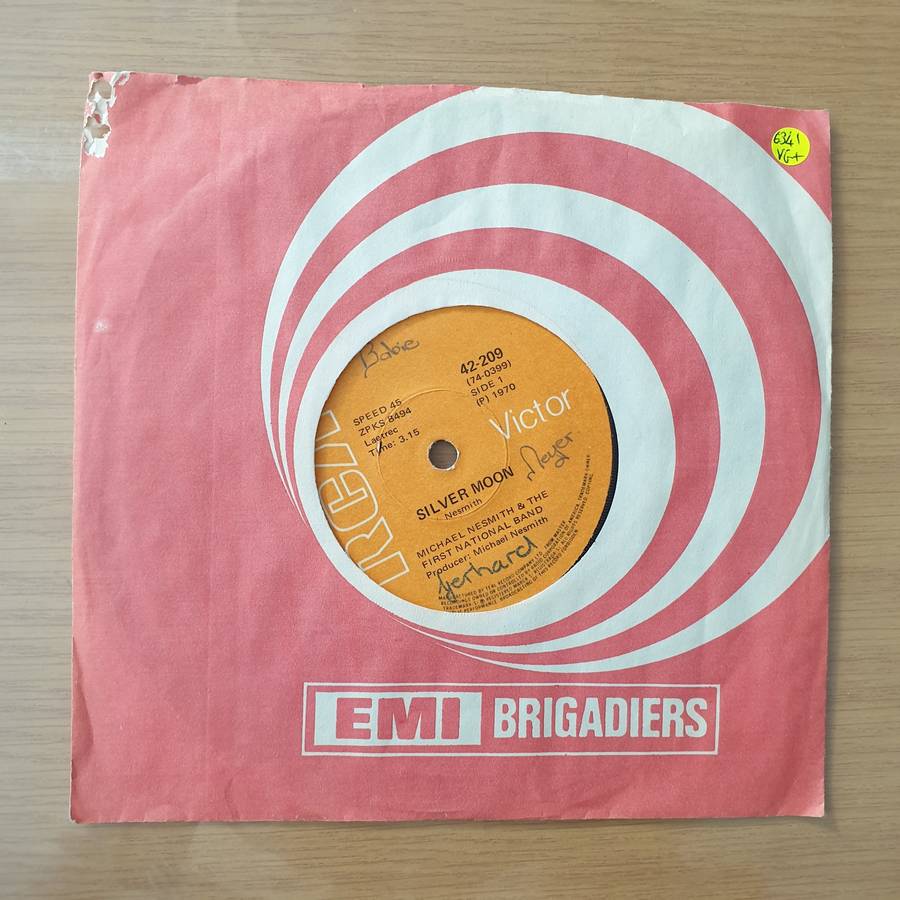 6341
VG+
Babie
42-209
(74-0399)
SIDE 1
(P) 1970
SPEED 45
ZPKS 8494
Laetrec
Time: 3.15
RCA
Victor
Meyer
SILVER MOON
Nesmith
MICHAEL NESMITH & THE
FIRST NATIONAL BAND
Producer: Michael Nesmith
Gerhard
EMI BRIGADIERS